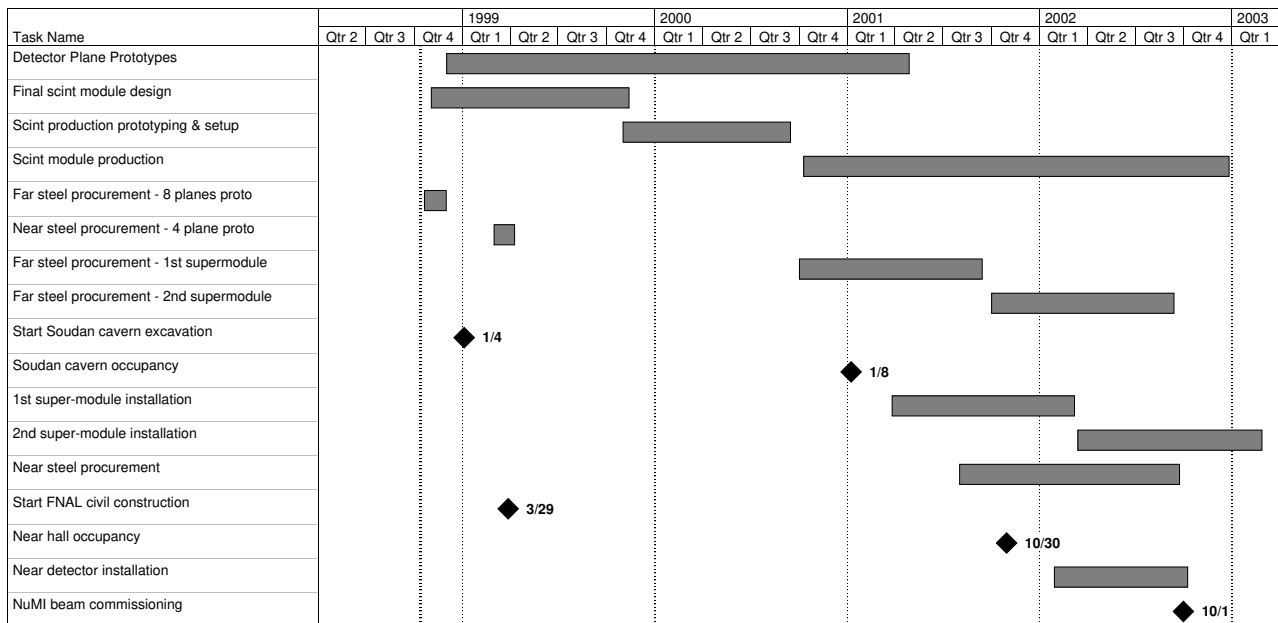 1999 2000 2001 2002 2003
Task Name Qtr 2 Qtr 3 Qtr 4 Qtr 1 Qtr 2 Qtr 3 Qtr 4 Qtr 1 Qtr 2 Qtr 3 Qtr 4 Qtr 1 Qtr 2 Qtr 3 Qtr 4 Qtr 1 Qtr 2 Qtr 3 Qtr 4 Qtr 1
Detector Plane Prototypes
Final scint module design
Scint production prototyping & setup
Scint module production
Far steel procurement - 8 planes proto
Near steel procurement - 4 plane proto
Far steel procurement - 1st supermodule
Far steel procurement - 2nd supermodule
Start Soudan cavern excavation 1/4
Soudan cavern occupancy 1/8
1st super-module installation
2nd super-module installation
Near steel procurement
Start FNAL civil construction 3/29
Near hall occupancy 10/30
Near detector installation
NuMI beam commissioning 10/1